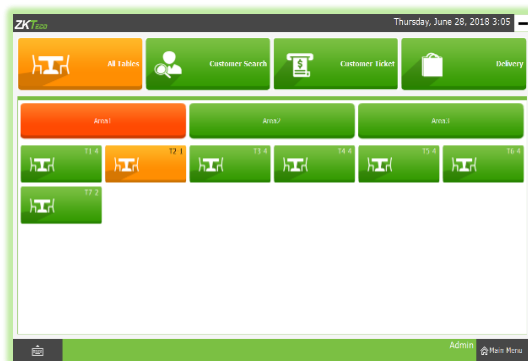 ZKTECO
Thursday, June 28, 2018 3:05
All Tables
Customer Search
Customer Ticket
Delivery
Area1
Area2
Area3
T1 4
T2 1
T3 4
T4 4
T5 4
T6 4
T7 2
Admin
Main Menu